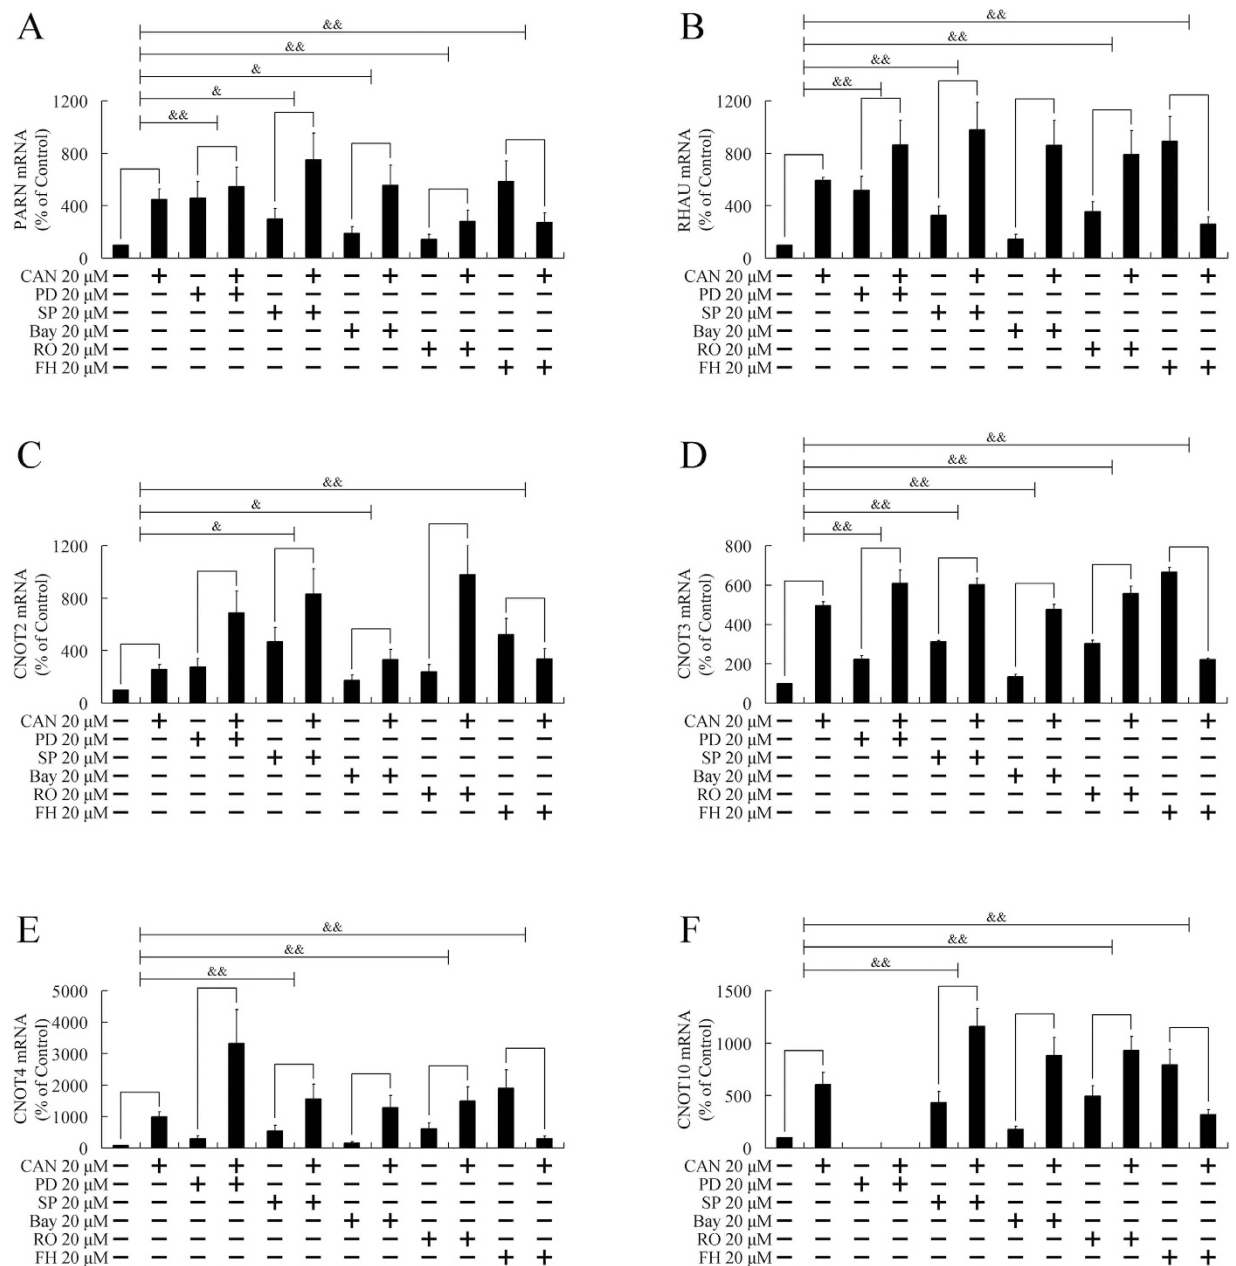 A
&&
&&
&
&
&&
PARN mRNA
(% of Control)
1200
800
400
0
CAN 20 μM − + − + − + − + − + − +
PD 20 μM − − + + − − − − − − − −
SP 20 μM − − − − + + − − − − − −
Bay 20 μM − − − − − − + + − − − −
RO 20 μM − − − − − − − − + + − −
FH 20 μM − − − − − − − − − − + +
B
&&
&&
&&
&&
RHAU mRNA
(% of Control)
1200
800
400
0
CAN 20 μM − + − + − + − + − + − +
PD 20 μM − − + + − − − − − − − −
SP 20 μM − − − − + + − − − − − −
Bay 20 μM − − − − − − + + − − − −
RO 20 μM − − − − − − − − + + − −
FH 20 μM − − − − − − − − − − + +
C
&&
&
&
CNOT2 mRNA
(% of Control)
1200
800
400
0
CAN 20 μM − + − + − + − + − + − +
PD 20 μM − − + + − − − − − − − −
SP 20 μM − − − − + + − − − − − −
Bay 20 μM − − − − − − + + − − − −
RO 20 μM − − − − − − − − + + − −
FH 20 μM − − − − − − − − − − + +
D
&&
&&
&&
&&
&&
CNOT3 mRNA
(% of Control)
800
600
400
200
0
CAN 20 μM − + − + − + − + − + − +
PD 20 μM − − + + − − − − − − − −
SP 20 μM − − − − + + − − − − − −
Bay 20 μM − − − − − − + + − − − −
RO 20 μM − − − − − − − − + + − −
FH 20 μM − − − − − − − − − − + +
E
&&
&&
&&
CNOT4 mRNA
(% of Control)
5000
4000
3000
2000
1000
0
CAN 20 μM − + − + − + − + − + − +
PD 20 μM − − + + − − − − − − − −
SP 20 μM − − − − + + − − − − − −
Bay 20 μM − − − − − − + + − − − −
RO 20 μM − − − − − − − − + + − −
FH 20 μM − − − − − − − − − − + +
F
&&
&&
&&
CNOT10 mRNA
(% of Control)
1500
1000
500
0
CAN 20 μM − + − + − + − + − + − +
PD 20 μM − − + + − − − − − − − −
SP 20 μM − − − − + + − − − − − −
Bay 20 μM − − − − − − + + − − − −
RO 20 μM − − − − − − − − + + − −
FH 20 μM − − − − − − − − − − + +